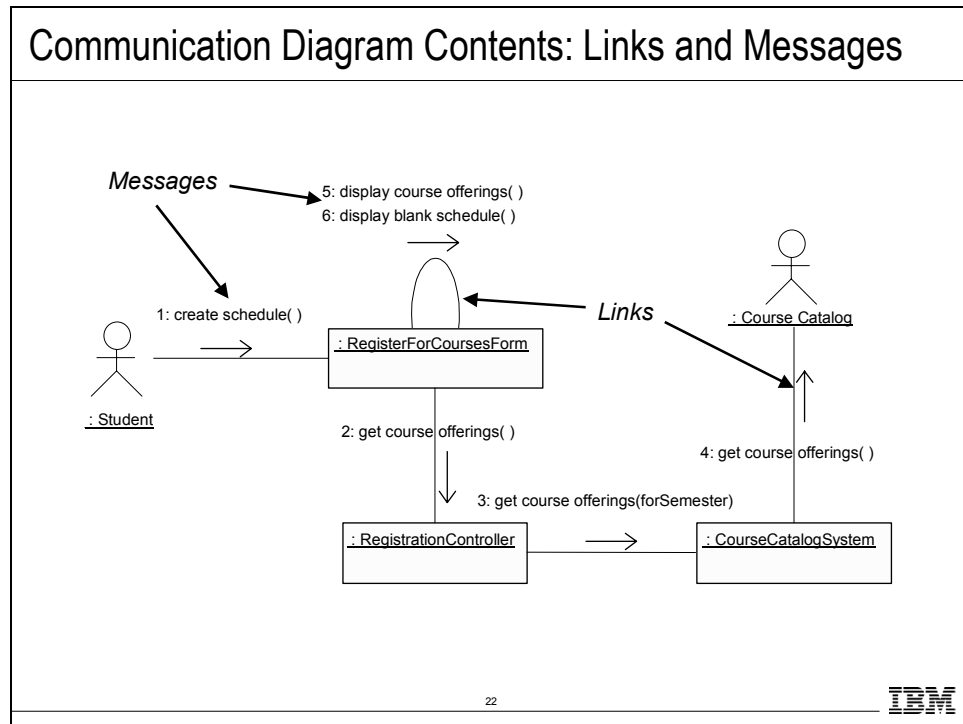 Communication Diagram Contents: Links and Messages
Messages
5: display course offerings( )
6: display blank schedule( )
1: create schedule( )
Links
: Course Catalog
: RegisterForCoursesForm
: Student
2: get course offerings( )
4: get course offerings( )
3: get course offerings(forSemester)
: RegistrationController
: CourseCatalogSystem
22
IBM